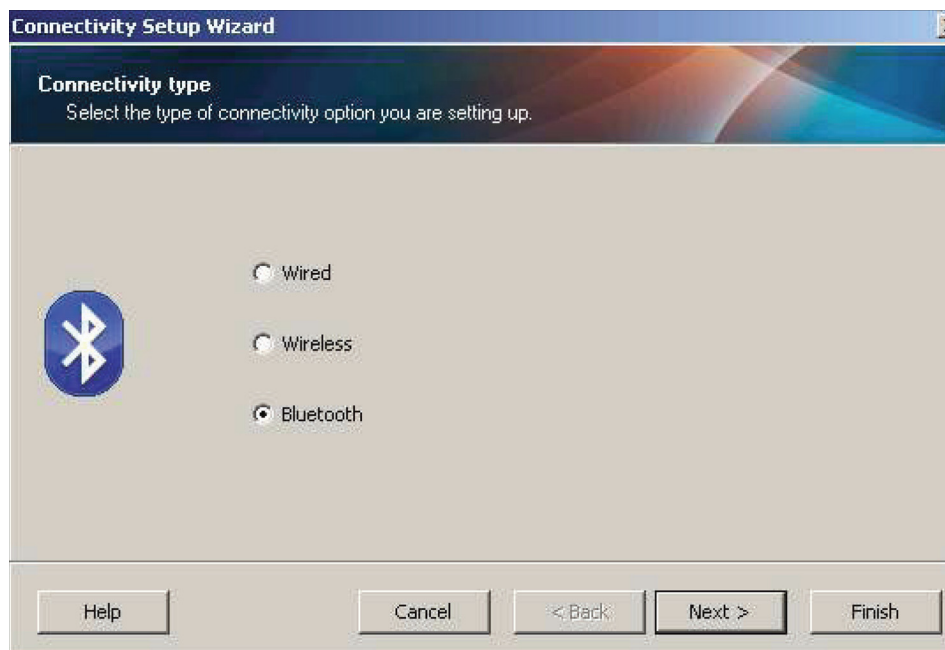 Connectivity Setup Wizard
Connectivity type
Select the type of connectivity option you are setting up.
Wired
Wireless
Bluetooth
Help
Cancel
< Back
Next >
Finish